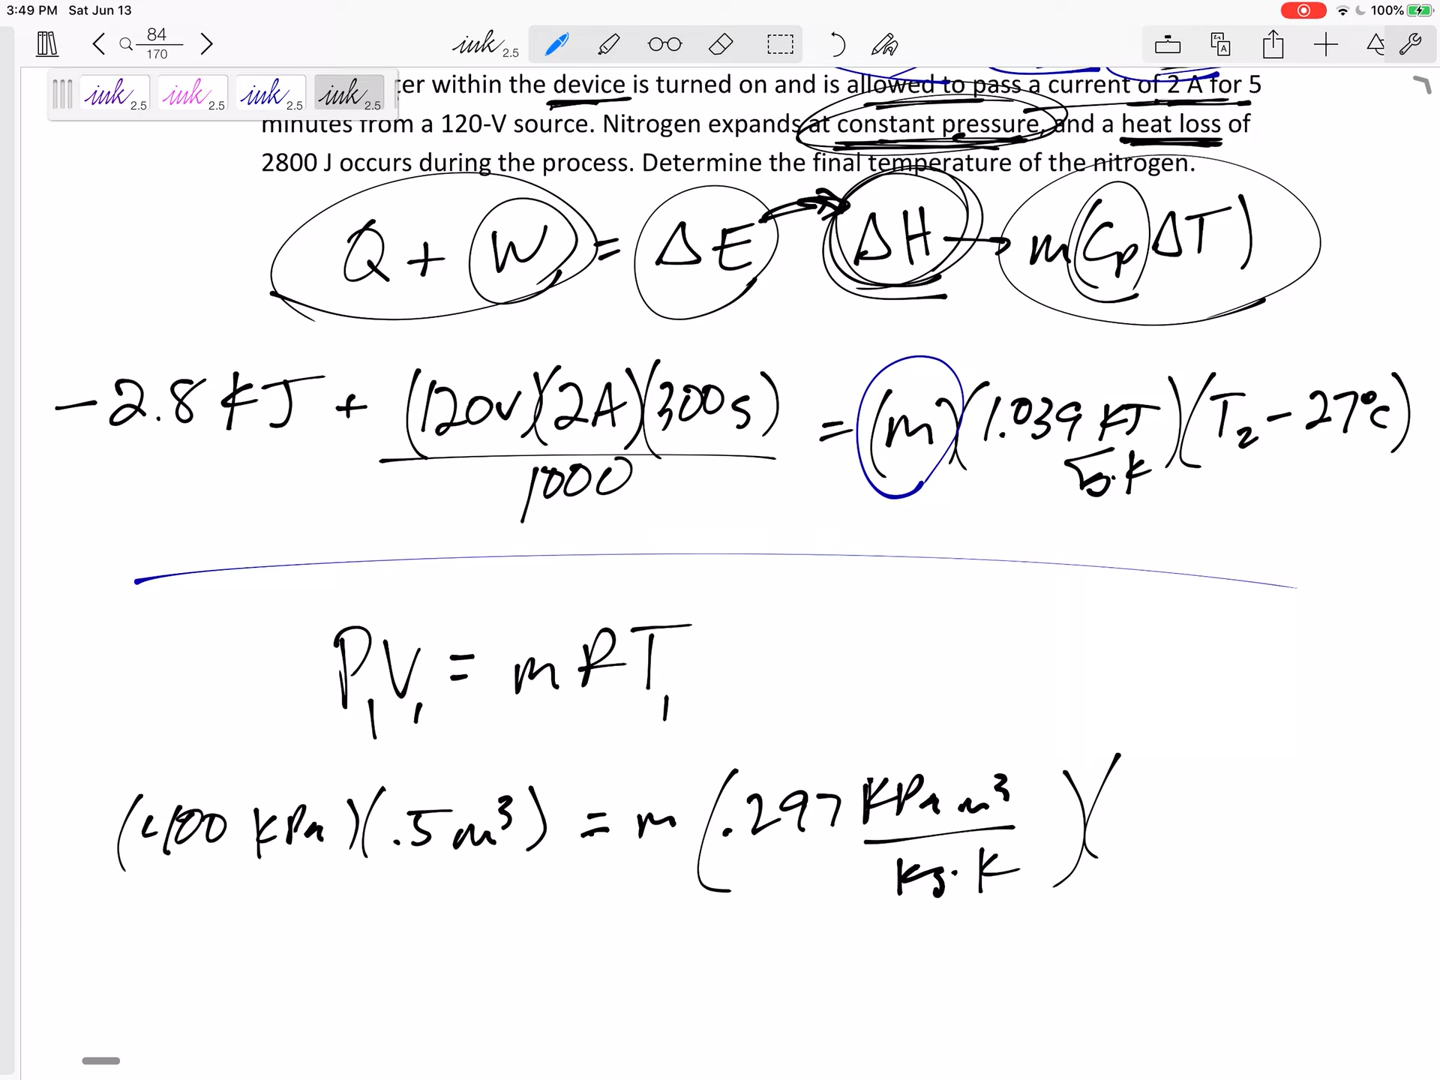 3:49 PM Sat Jun 13
100%
84
170
ink 2.5
ink 2.5 ink 2.5 ink 2.5 ink 2.5
ter within the device is turned on and is allowed to pass a current of 2 A for 5
minutes from a 120-V source. Nitrogen expands at constant pressure, and a heat loss of
2800 J occurs during the process. Determine the final temperature of the nitrogen.
Q + W = ΔE ΔH → m(Cp ΔT)
-2.8 KJ + (120V)(2A)(300s) / 1000 = (m)(1.039 KJ / kg·K)(T₂ - 27°C)
P₁V₁ = mRT₁
(400 KPa)(.5m³) = m(.297 KPa m³ / kg·K)(